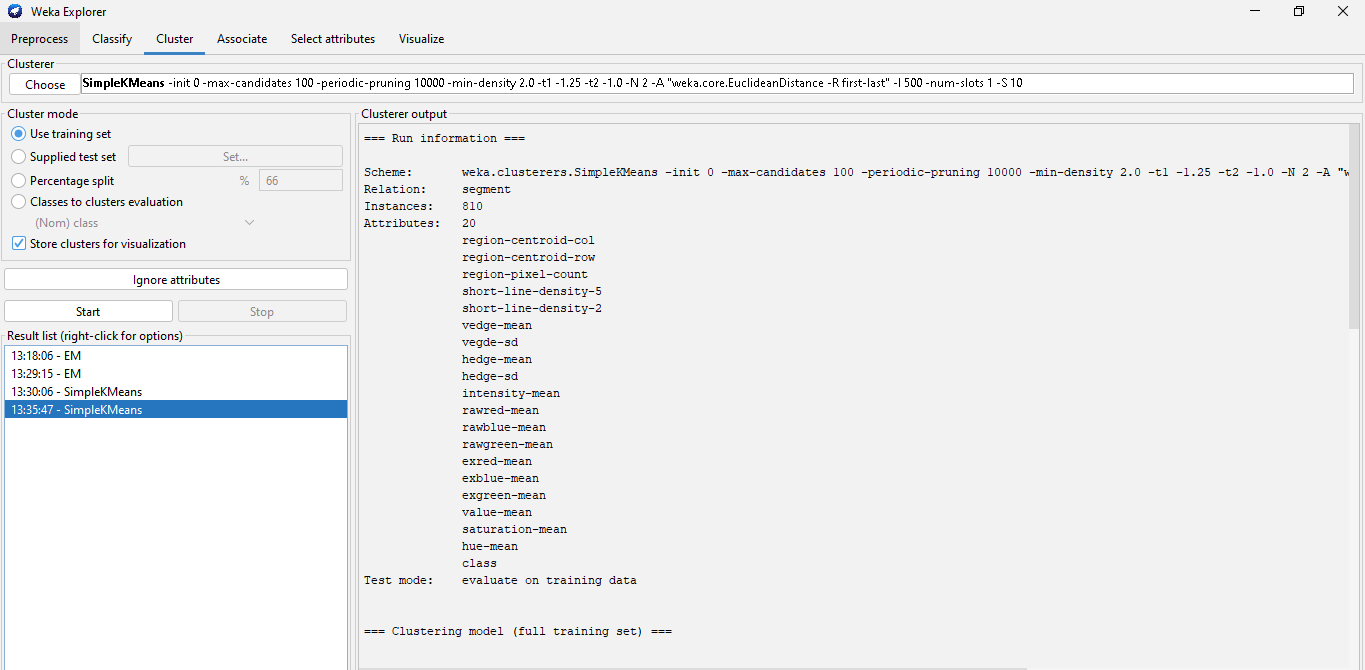 Weka Explorer
Preprocess Classify Cluster Associate Select attributes Visualize
Clusterer
Choose SimpleKMeans -init 0 -max-candidates 100 -periodic-pruning 10000 -min-density 2.0 -t1 -1.25 -t2 -1.0 -N 2 -A "weka.core.EuclideanDistance -R first-last" -I 500 -num-slots 1 -S 10
Cluster mode
Use training set
Supplied test set Set...
Percentage split % 66
Classes to clusters evaluation
(Nom) class
Store clusters for visualization
Ignore attributes
Start Stop
Result list (right-click for options)
13:18:06 - EM
13:29:15 - EM
13:30:06 - SimpleKMeans
13:35:47 - SimpleKMeans
Clusterer output
=== Run information ===
Scheme: weka.clusterers.SimpleKMeans -init 0 -max-candidates 100 -periodic-pruning 10000 -min-density 2.0 -t1 -1.25 -t2 -1.0 -N 2 -A "w
Relation: segment
Instances: 810
Attributes: 20
region-centroid-col
region-centroid-row
region-pixel-count
short-line-density-5
short-line-density-2
vedge-mean
vegde-sd
hedge-mean
hedge-sd
intensity-mean
rawred-mean
rawblue-mean
rawgreen-mean
exred-mean
exblue-mean
exgreen-mean
value-mean
saturation-mean
hue-mean
class
Test mode: evaluate on training data
=== Clustering model (full training set) ===